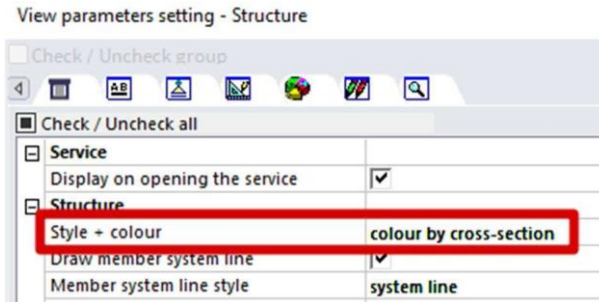 View parameters setting - Structure
Check / Uncheck group
AB
Check / Uncheck all
Service
Display on opening the service
Structure
Style + colour colour by cross-section
Draw member system line
Member system line style system line